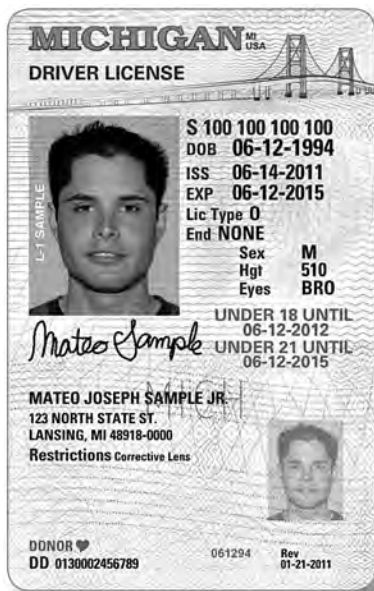 MICHIGAN MI USA
DRIVER LICENSE
L-1 SAMPLE
S 100 100 100 100
DOB 06-12-1994
ISS 06-14-2011
EXP 06-12-2015
Lic Type O
End NONE
Sex M
Hgt 510
Eyes BRO
UNDER 18 UNTIL
06-12-2012
UNDER 21 UNTIL
06-12-2015
Mateo Sample
MICH
MATEO JOSEPH SAMPLE JR.
123 NORTH STATE ST.
LANSING, MI 48918-0000
Restrictions Corrective Lens
DONOR
DD 0130002456789
061294
Rev
01-21-2011